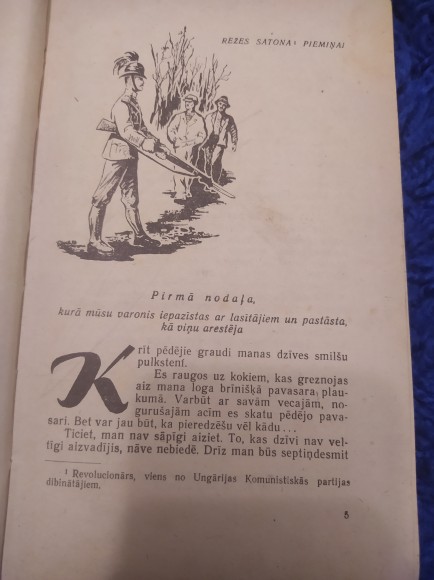 RĒZES SATONA¹ PIEMIŅAI
Pirmā nodaļa,
kurā mūsu varonis iepazīstas ar lasītājiem un pastāsta,
kā viņu arestēja
Krīt pēdējie graudi manas dzīves smilšu
pulkstenī.
Es raugos uz kokiem, kas greznojas
aiz mana loga brīnišķā pavasara plau-
kumā. Varbūt ar savām vecajām, no-
gurušajām acīm es skatu pēdējo pava-
sari. Bet var jau būt, ka pieredzēšu vēl kādu...
Ticiet, man nav sāpīgi aiziet. To, kas dzīvi nav vel-
tīgi aizvadījis, nāve nebiedē. Drīz man būs septiņdesmit
¹ Revolucionārs, viens no Ungārijas Komunistiskās partijas
dibinātājiem.
5